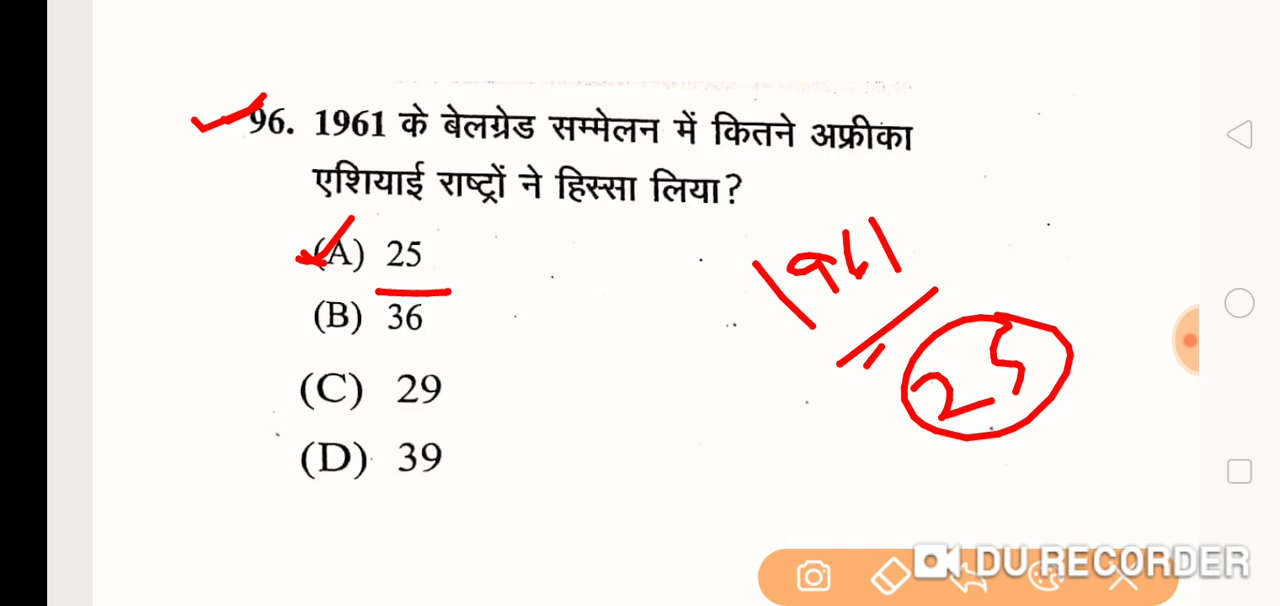 96. 1961 के बेलग्रेड सम्मेलन में कितने अफ्रीका
एशियाई राष्ट्रों ने हिस्सा लिया?
(A) 25
(B) 36
(C) 29
(D) 39
1961
25
DU RECORDER